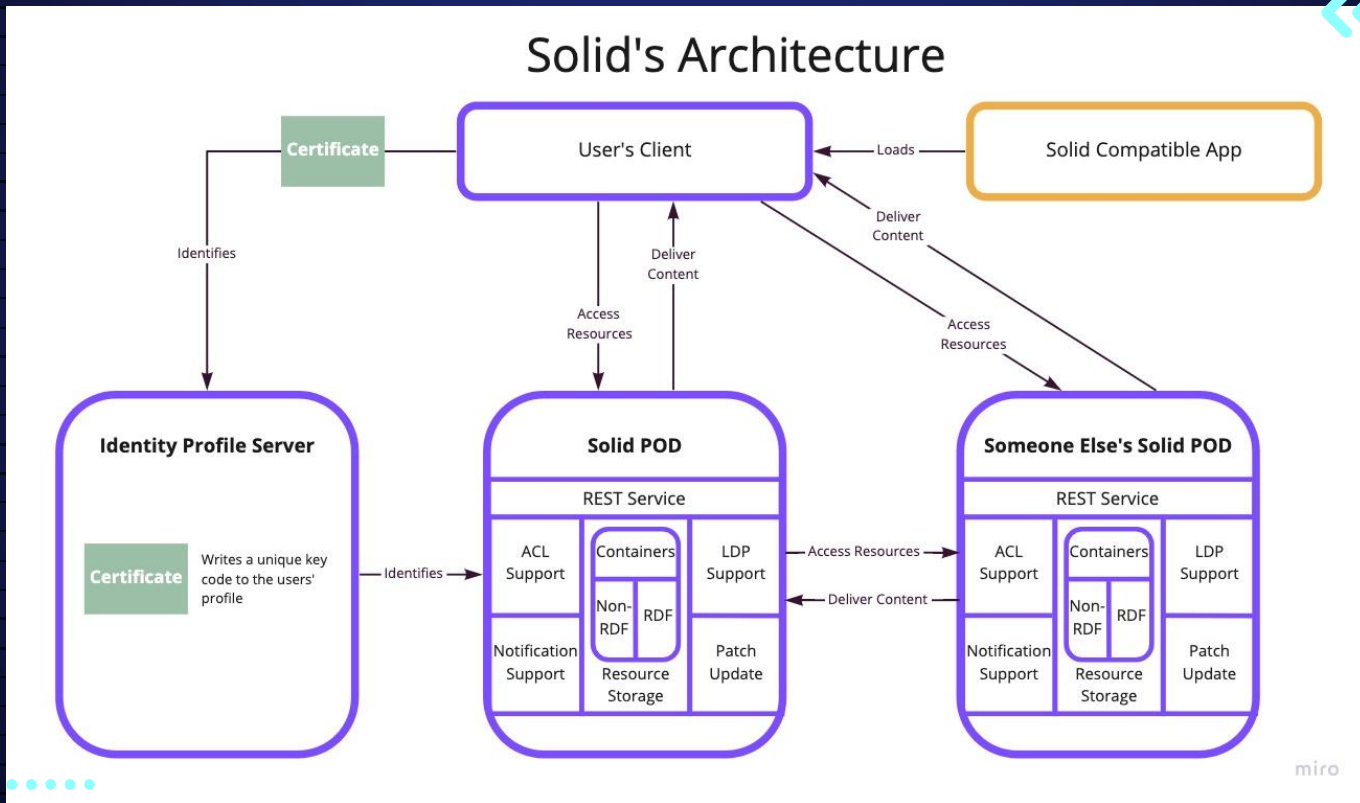 Solid's Architecture
Certificate
User's Client
Loads
Solid Compatible App
Identifies
Deliver
Content
Access
Resources
Deliver
Content
Access
Resources
Identity Profile Server
Certificate
Writes a unique key
code to the users'
profile
Identifies
Solid POD
REST Service
ACL
Support
Containers
Non-
RDF
RDF
LDP
Support
Notification
Support
Resource
Storage
Patch
Update
Access Resources
Deliver Content
Someone Else's Solid POD
REST Service
ACL
Support
Containers
Non-
RDF
RDF
LDP
Support
Notification
Support
Resource
Storage
Patch
Update
miro